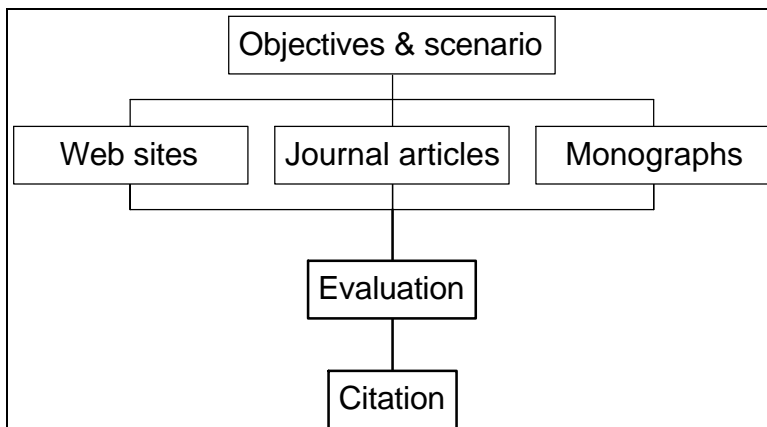 Objectives & scenario
Web sites
Journal articles
Monographs
Evaluation
Citation